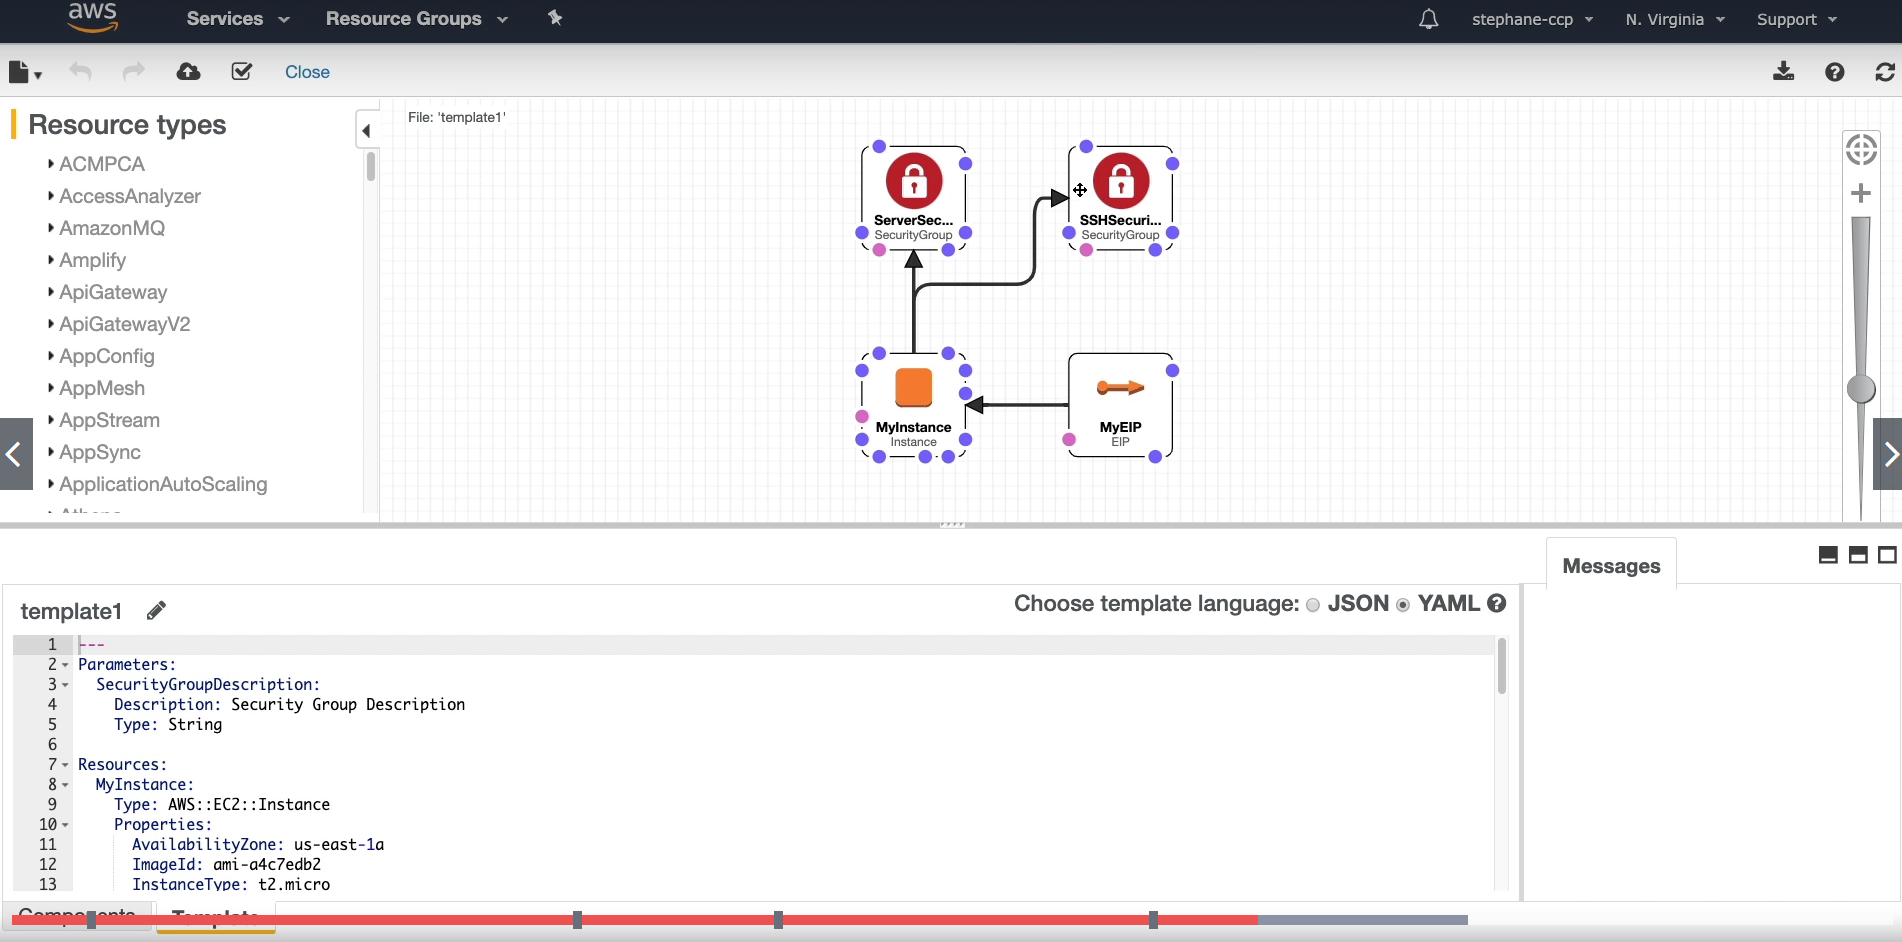 aws Services Resource Groups stephane-ccp N. Virginia Support
Close
Resource types
ACMPCA
AccessAnalyzer
AmazonMQ
Amplify
ApiGateway
ApiGatewayV2
AppConfig
AppMesh
AppStream
AppSync
ApplicationAutoScaling
File: 'template1'
ServerSec...
SecurityGroup
SSHSecuri...
SecurityGroup
MyInstance
Instance
MyEIP
EIP
Messages
template1
Choose template language: JSON YAML
1 ---
2 Parameters:
3 SecurityGroupDescription:
4 Description: Security Group Description
5 Type: String
6
7 Resources:
8 MyInstance:
9 Type: AWS::EC2::Instance
10 Properties:
11 AvailabilityZone: us-east-1a
12 ImageId: ami-a4c7edb2
13 InstanceType: t2.micro
Components Template